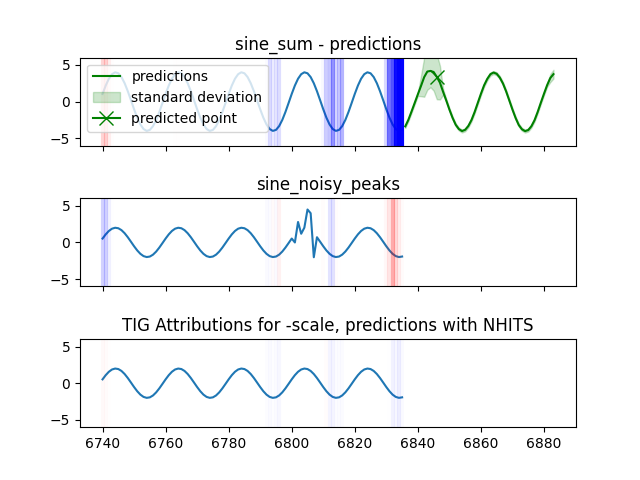 sine_sum - predictions
5
0
−5
predictions
standard deviation
predicted point
sine_noisy_peaks
5
0
−5
TIG Attributions for -scale, predictions with NHITS
5
0
−5
6740 6760 6780 6800 6820 6840 6860 6880